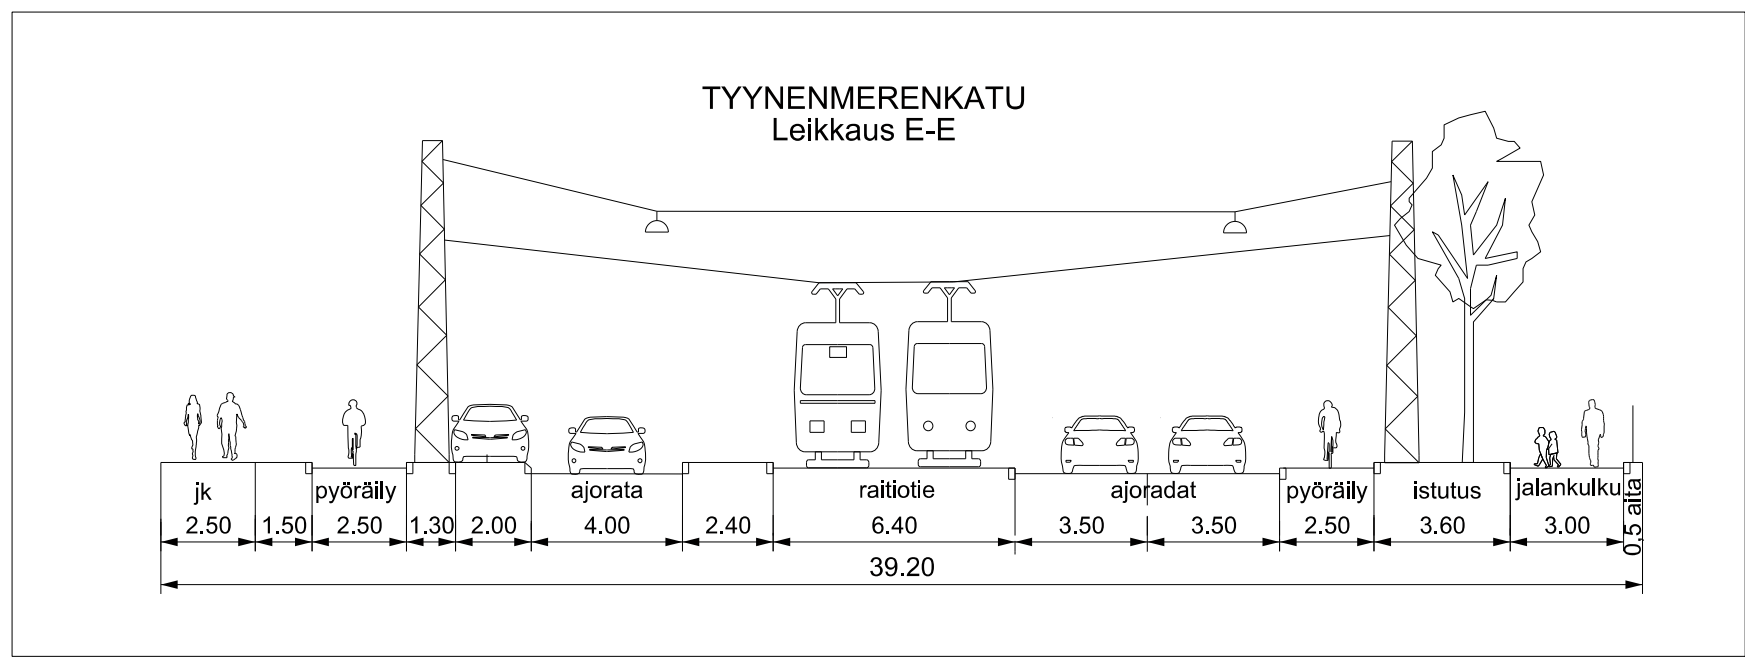 TYYNENMERENKATU
Leikkaus E-E
jk
pyöräily
ajorata
raitiotie
ajoradat
pyöräily
istutus
jalankulku
0,5 aita
2.50
1.50
2.50
1.30
2.00
4.00
2.40
6.40
3.50
3.50
2.50
3.60
3.00
39.20